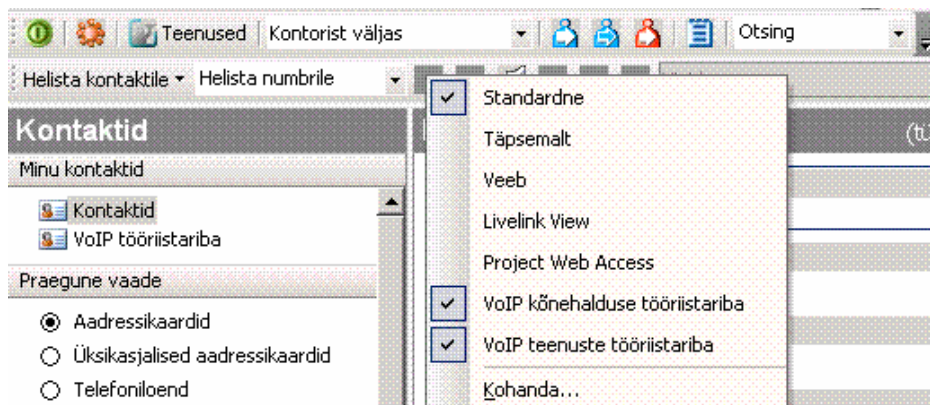 Teenused Kontorist väljas Otsing
Helista kontaktile Helista numbrile
Kontaktid
Minu kontaktid
Kontaktid
VoIP tööriistariba
Praegune vaade
Aadressikaardid
Üksikasjalised aadressikaardid
Telefoniloend
Standardne
Täpsemalt
Veeb
Livelink View
Project Web Access
VoIP kõnehalduse tööriistariba
VoIP teenuste tööriistariba
Kohanda...